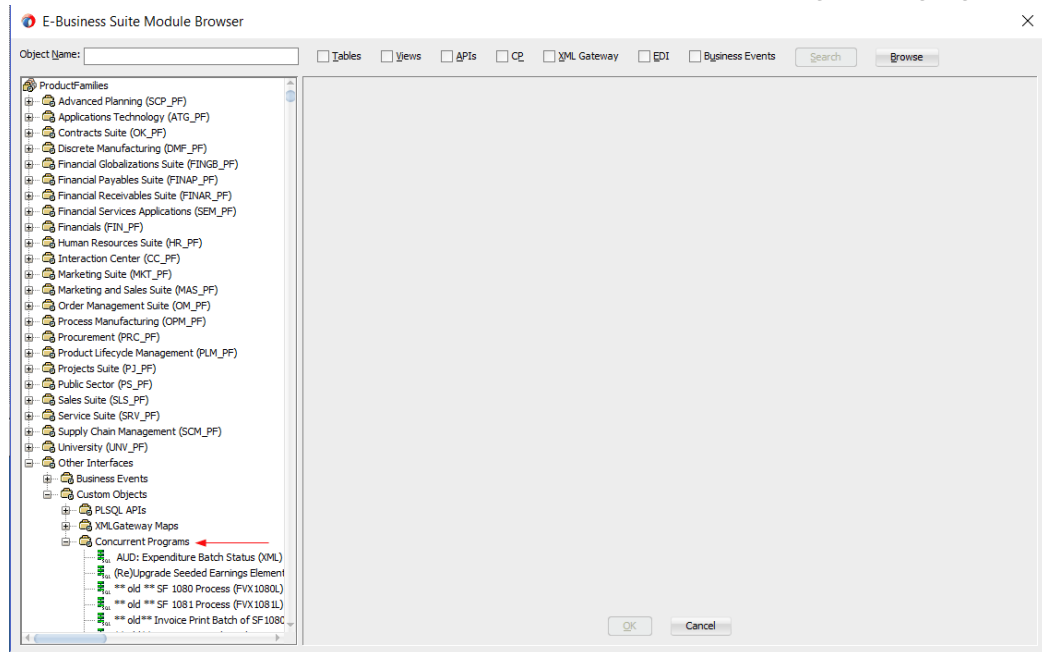 E-Business Suite Module Browser
Object Name: Tables Views APIs CP XML Gateway EDI Business Events Search Browse
ProductFamilies
Advanced Planning (SCP_PF)
Applications Technology (ATG_PF)
Contracts Suite (OK_PF)
Discrete Manufacturing (DMF_PF)
Financial Globalizations Suite (FINGB_PF)
Financial Payables Suite (FINAP_PF)
Financial Receivables Suite (FINAR_PF)
Financial Services Applications (SEM_PF)
Financials (FIN_PF)
Human Resources Suite (HR_PF)
Interaction Center (CC_PF)
Marketing Suite (MKT_PF)
Marketing and Sales Suite (MAS_PF)
Order Management Suite (OM_PF)
Process Manufacturing (OPM_PF)
Procurement (PRC_PF)
Product Lifecycle Management (PLM_PF)
Projects Suite (PJ_PF)
Public Sector (PS_PF)
Sales Suite (SLS_PF)
Service Suite (SRV_PF)
Supply Chain Management (SCM_PF)
University (UNV_PF)
Other Interfaces
Business Events
Custom Objects
PLSQL APIs
XMLGateway Maps
Concurrent Programs
AUD: Expenditure Batch Status (XML)
(Re)Upgrade Seeded Earnings Element
** old ** SF 1080 Process (FVX1080L)
** old ** SF 1081 Process (FVX1081L)
** old** Invoice Print Batch of SF1080
OK Cancel